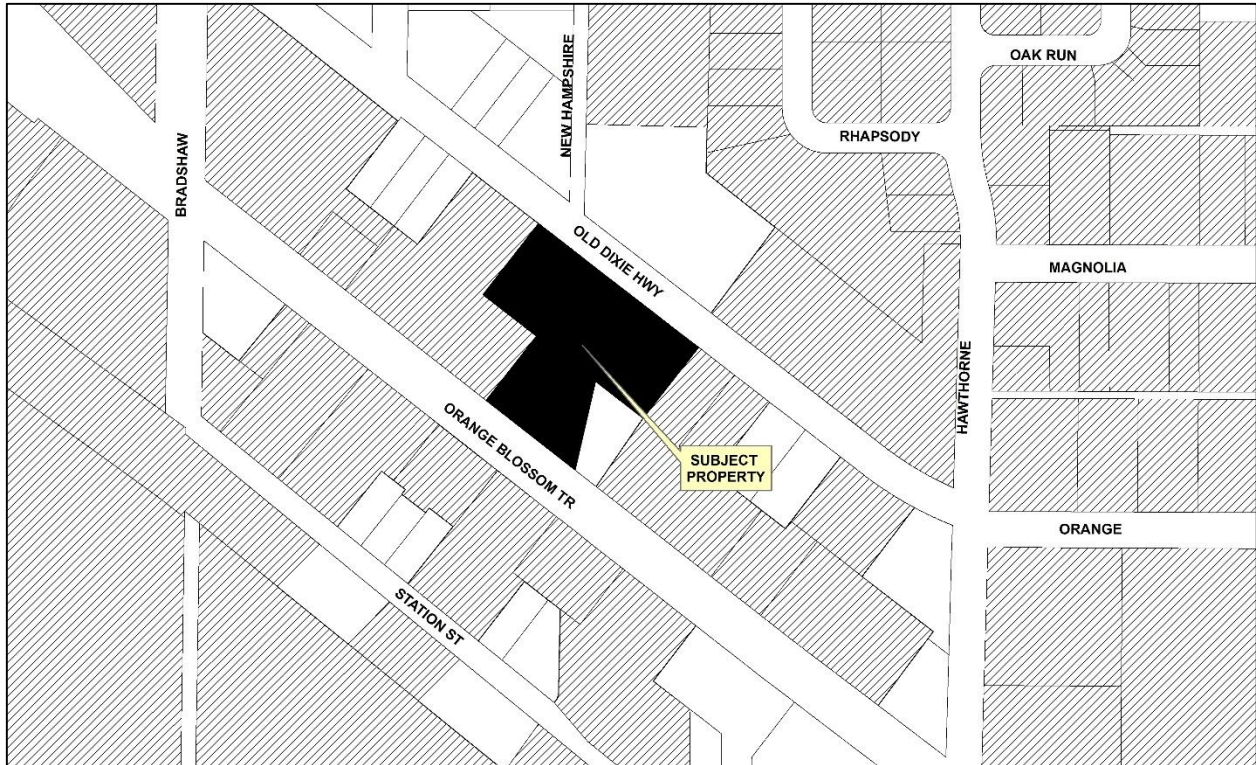 OAK RUN
NEW HAMPSHIRE
RHAPSODY
BRADSHAW
OLD DIXIE HWY
MAGNOLIA
HAWTHORNE
ORANGE BLOSSOM TR
SUBJECT
PROPERTY
ORANGE
STATION ST